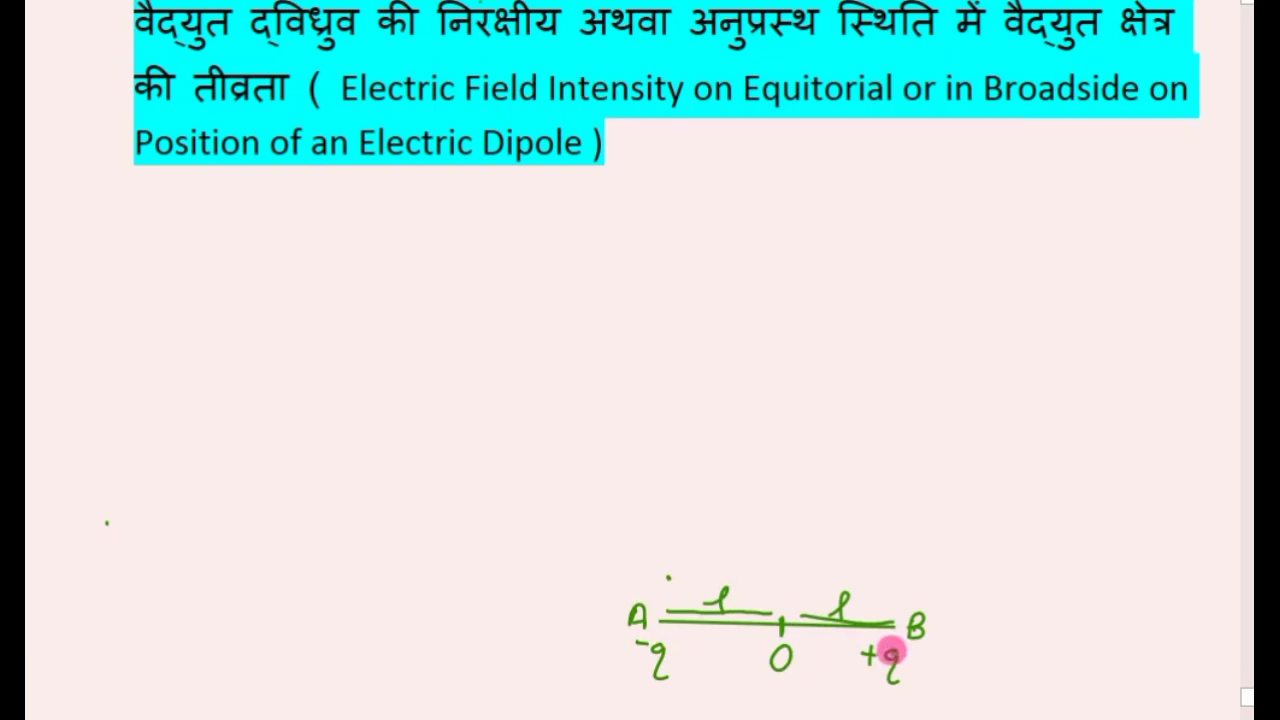 वैद्युत द्विध्रुव की निरक्षीय अथवा अनुप्रस्थ स्थिति में वैद्युत क्षेत्र
की तीव्रता ( Electric Field Intensity on Equitorial or in Broadside on
Position of an Electric Dipole )
l l
A B
-q O +q